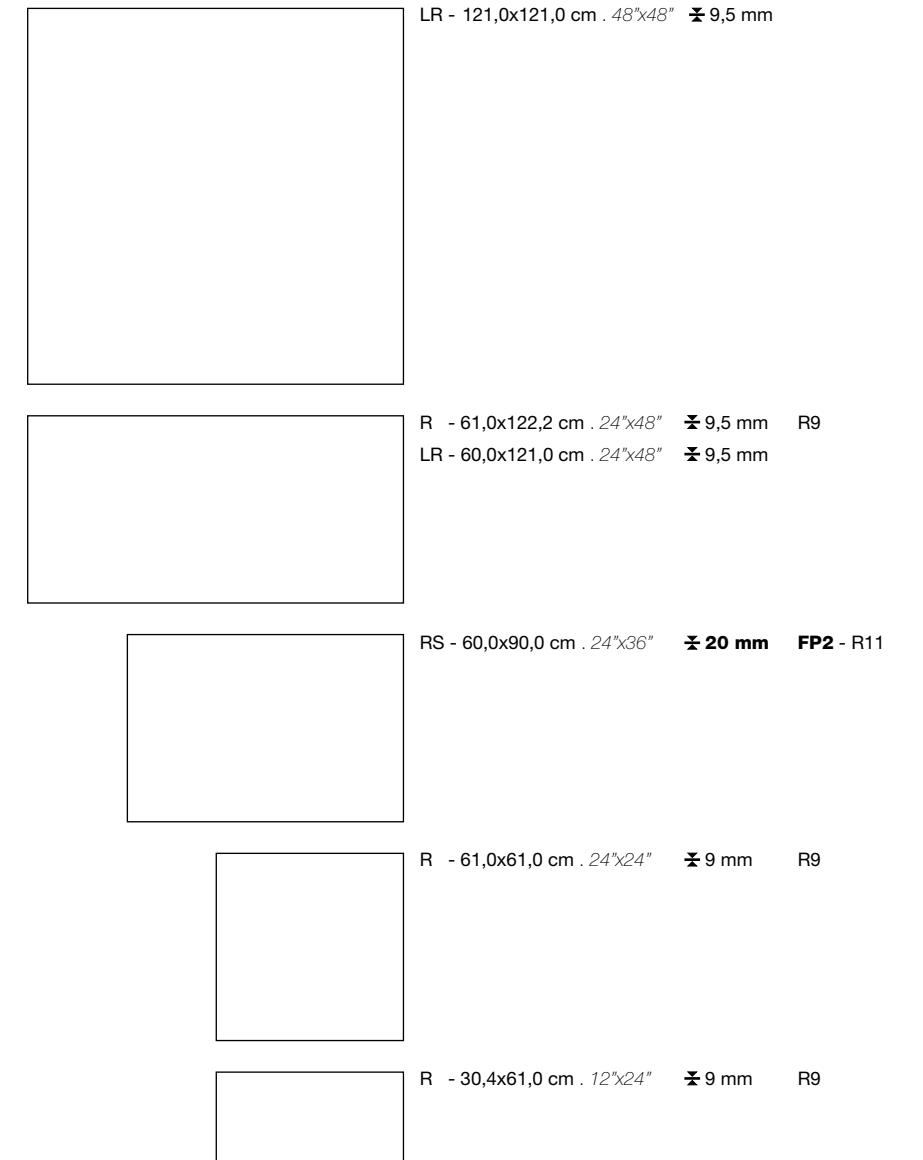 LR - 121,0x121,0 cm . 48"x48" 9,5 mm
R - 61,0x122,2 cm . 24"x48" 9,5 mm R9
LR - 60,0x121,0 cm . 24"x48" 9,5 mm
RS - 60,0x90,0 cm . 24"x36" 20 mm FP2 - R11
R - 61,0x61,0 cm . 24"x24" 9 mm R9
R - 30,4x61,0 cm . 12"x24" 9 mm R9